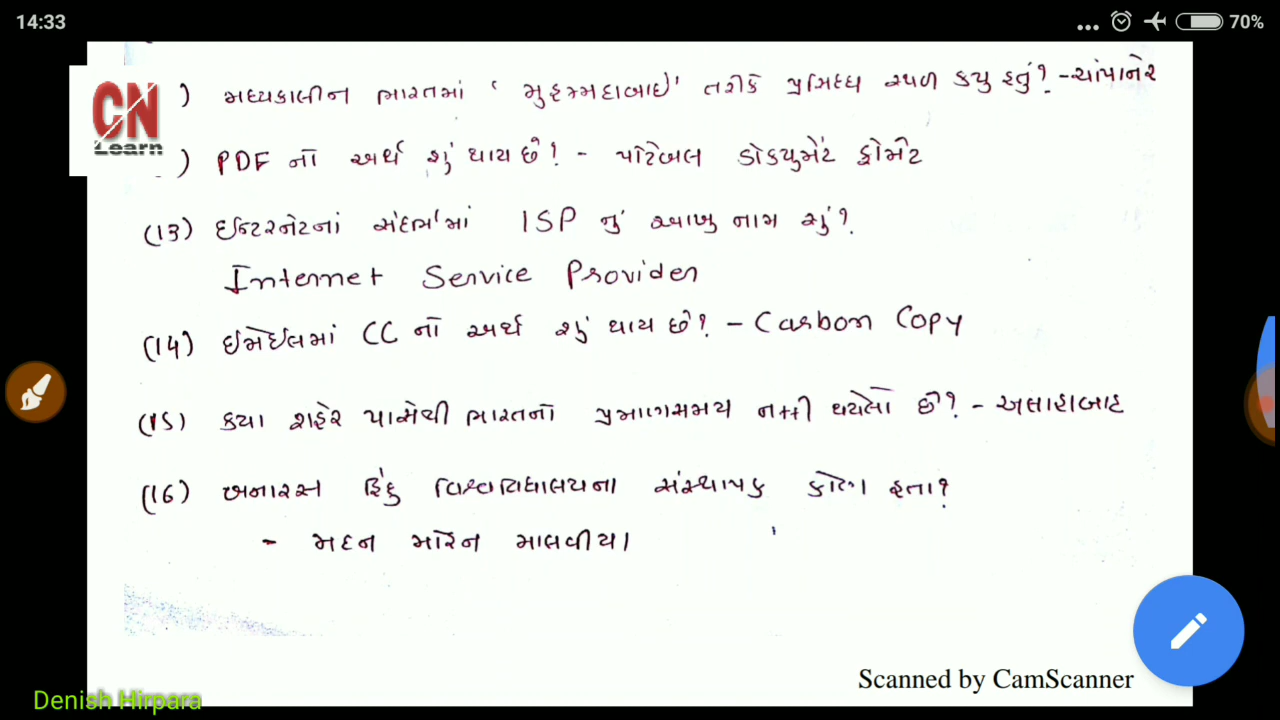 14:33
... 70%
CN
Learn
) મધ્યકાલીન ભારતમાં ‘મુહમ્મદાબાદ’ તરીકે પ્રસિધ્ધ સ્થળ કયુ હતું? - ચાંપાનેર
) PDF નો અર્થ શું થાય છે? - પોર્ટેબલ ડોક્યુમેંટ ફોર્મેટ
(13) ઈન્ટરનેટનાં સંદર્ભમાં ISP નું આખુ નામ શું?
Internet Service Provider
(14) ઈમેઈલમાં CC નો અર્થ શું થાય છે? - Carbon Copy
(15) કયા શહેર પાસેથી ભારતનો પ્રમાણસમય નક્કી થયેલો છે? - અલાહાબાદ
(16) બનારસ હિંદુ વિશ્વવિદ્યાલયના સંસ્થાપક કોણ હતા?
- મદન મોહન માલવીયા
Scanned by CamScanner
Denish Hirpara